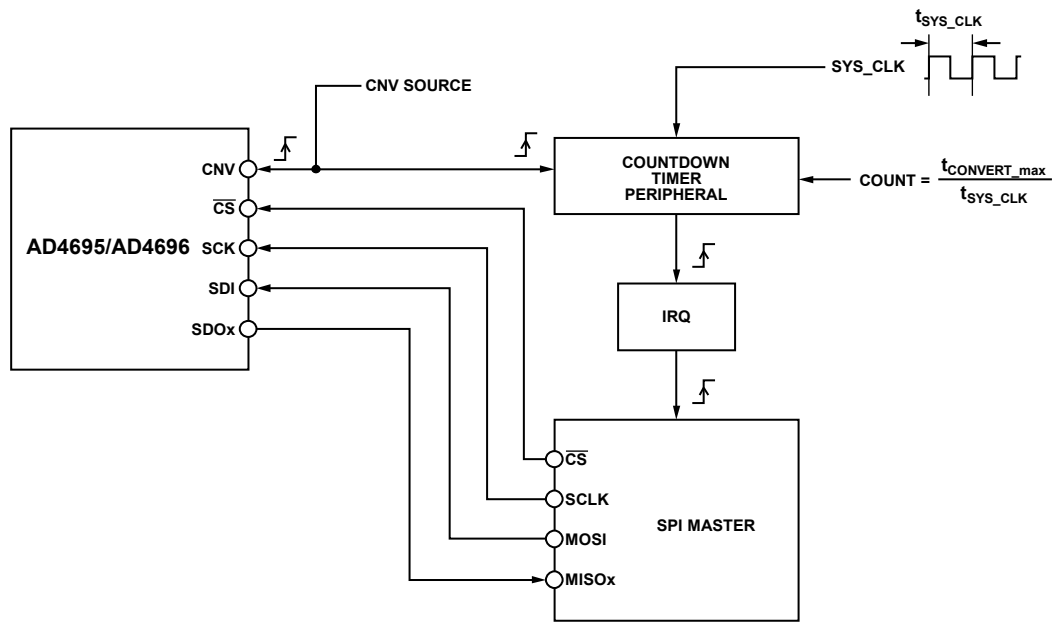 tSYS_CLK
SYS_CLK
CNV SOURCE
CNV
CS
AD4695/AD4696
SCK
SDI
SDOx
COUNTDOWN
TIMER
PERIPHERAL
COUNT = tCONVERT_max
tSYS_CLK
IRQ
CS
SCLK
MOSI
MISOx
SPI MASTER